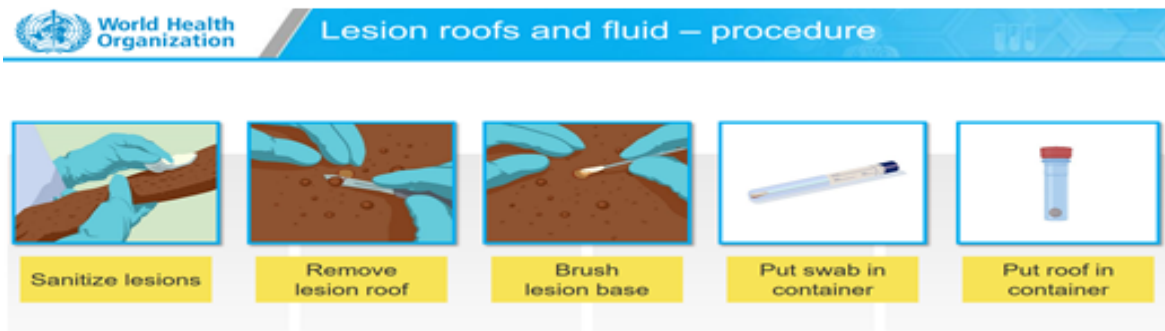 World Health
Organization
Lesion roofs and fluid – procedure
Sanitize lesions
Remove
lesion roof
Brush
lesion base
Put swab in
container
Put roof in
container